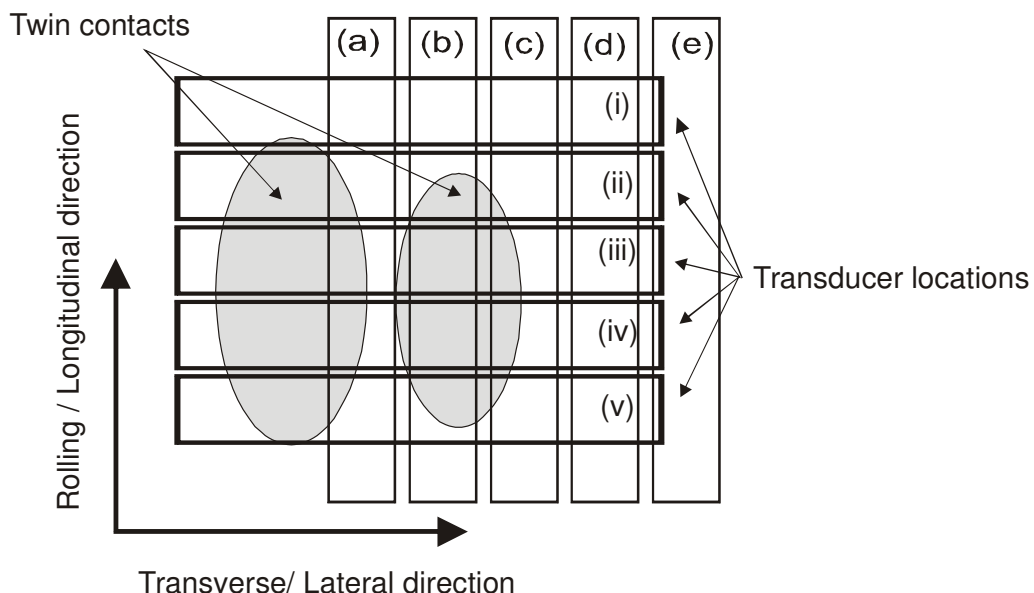 Twin contacts
(a) (b) (c) (d) (e)
(i)
(ii)
(iii)
(iv)
(v)
Transducer locations
Rolling / Longitudinal direction
Transverse/ Lateral direction